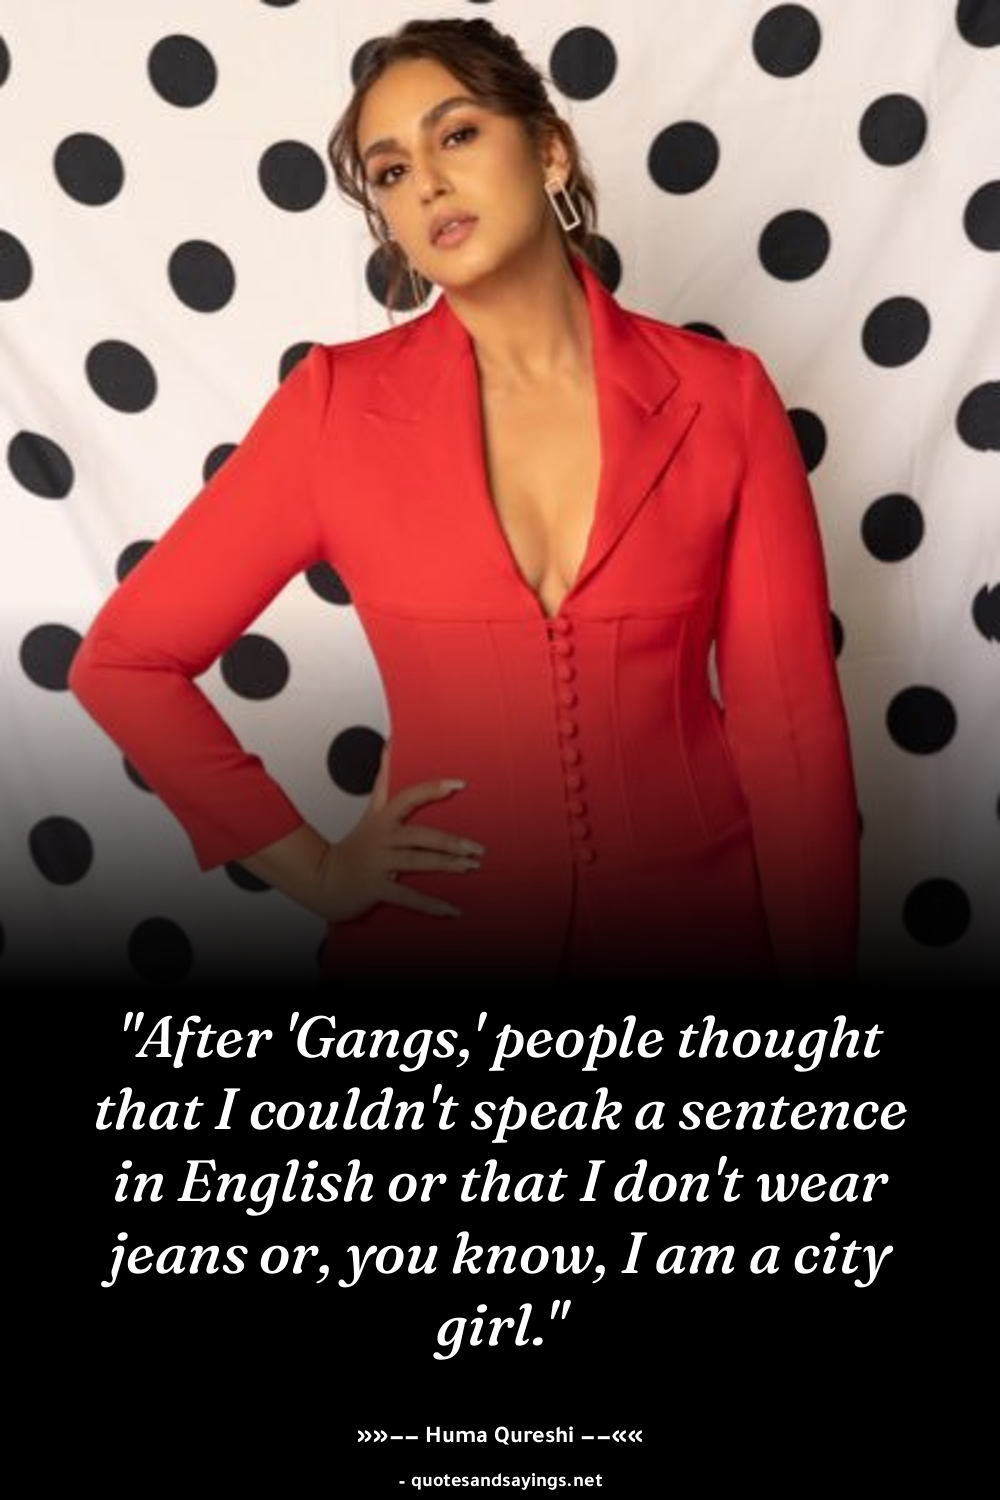 "After 'Gangs,' people thought
that I couldn't speak a sentence
in English or that I don't wear
jeans or, you know, I am a city
girl."
»»–– Huma Qureshi ––««
- quotesandsayings.net